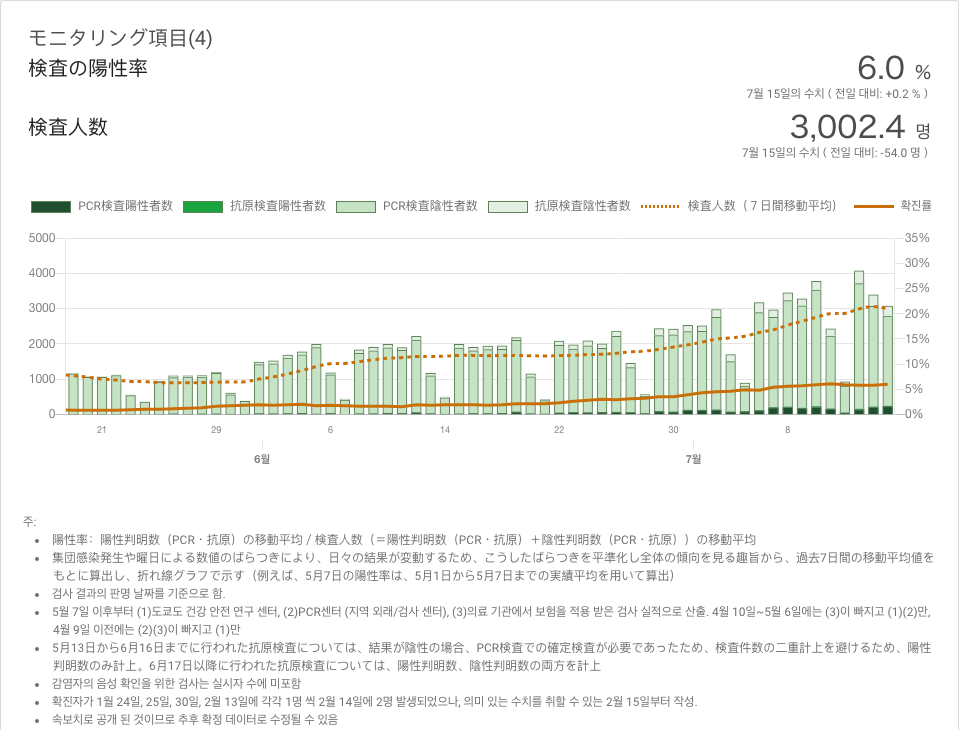 モニタリング項目(4)
検査の陽性率
6.0 %
7월 15일의 수치 ( 전일 대비: +0.2 % )
検査人数
3,002.4 명
7월 15일의 수치 ( 전일 대비: -54.0 명 )
PCR検査陽性者数 抗原検査陽性者数 PCR検査陰性者数 抗原検査陰性者数 検査人数（７日間移動平均） 확진률
5000 35%
30%
4000
25%
3000 20%
2000 15%
10%
1000
5%
0 0%
21 29 6 14 22 30 8
6월 7월
주:
• 陽性率：陽性判明数（PCR・抗原）の移動平均 / 検査人数（＝陽性判明数（PCR・抗原）＋陰性判明数（PCR・抗原））の移動平均
• 集団感染発生や曜日による数値のばらつきにより、日々の結果が変動するため、こうしたばらつきを平準化し全体の傾向を見る趣旨から、過去7日間の移動平均値を
もとに算出し、折れ線グラフで示す（例えば、5月7日の陽性率は、5月1日から5月7日までの実績平均を用いて算出）
• 검사 결과의 판명 날짜를 기준으로 함.
• 5월 7일 이후부터 (1)도쿄도 건강 안전 연구 센터, (2)PCR센터 (지역 외래/검사 센터), (3)의료 기관에서 보험을 적용 받은 검사 실적으로 산출. 4월 10일~5월 6일에는 (3)이 빠지고 (1)(2)만,
4월 9일 이전에는 (2)(3)이 빠지고 (1)만
• 5月13日から6月16日までに行われた抗原検査については、結果が陰性の場合、PCR検査での確定検査が必要であったため、検査件数の二重計上を避けるため、陽性
判明数のみ計上。6月17日以降に行われた抗原検査については、陽性判明数、陰性判明数の両方を計上
• 감염자의 음성 확인을 위한 검사는 실시자 수에 미포함
• 확진자가 1월 24일, 25일, 30일, 2월 13일에 각각 1명 씩 2월 14일에 2명 발생되었으나, 의미 있는 수치를 취할 수 있는 2월 15일부터 작성.
• 속보치로 공개 된 것이므로 추후 확정 데이터로 수정될 수 있음